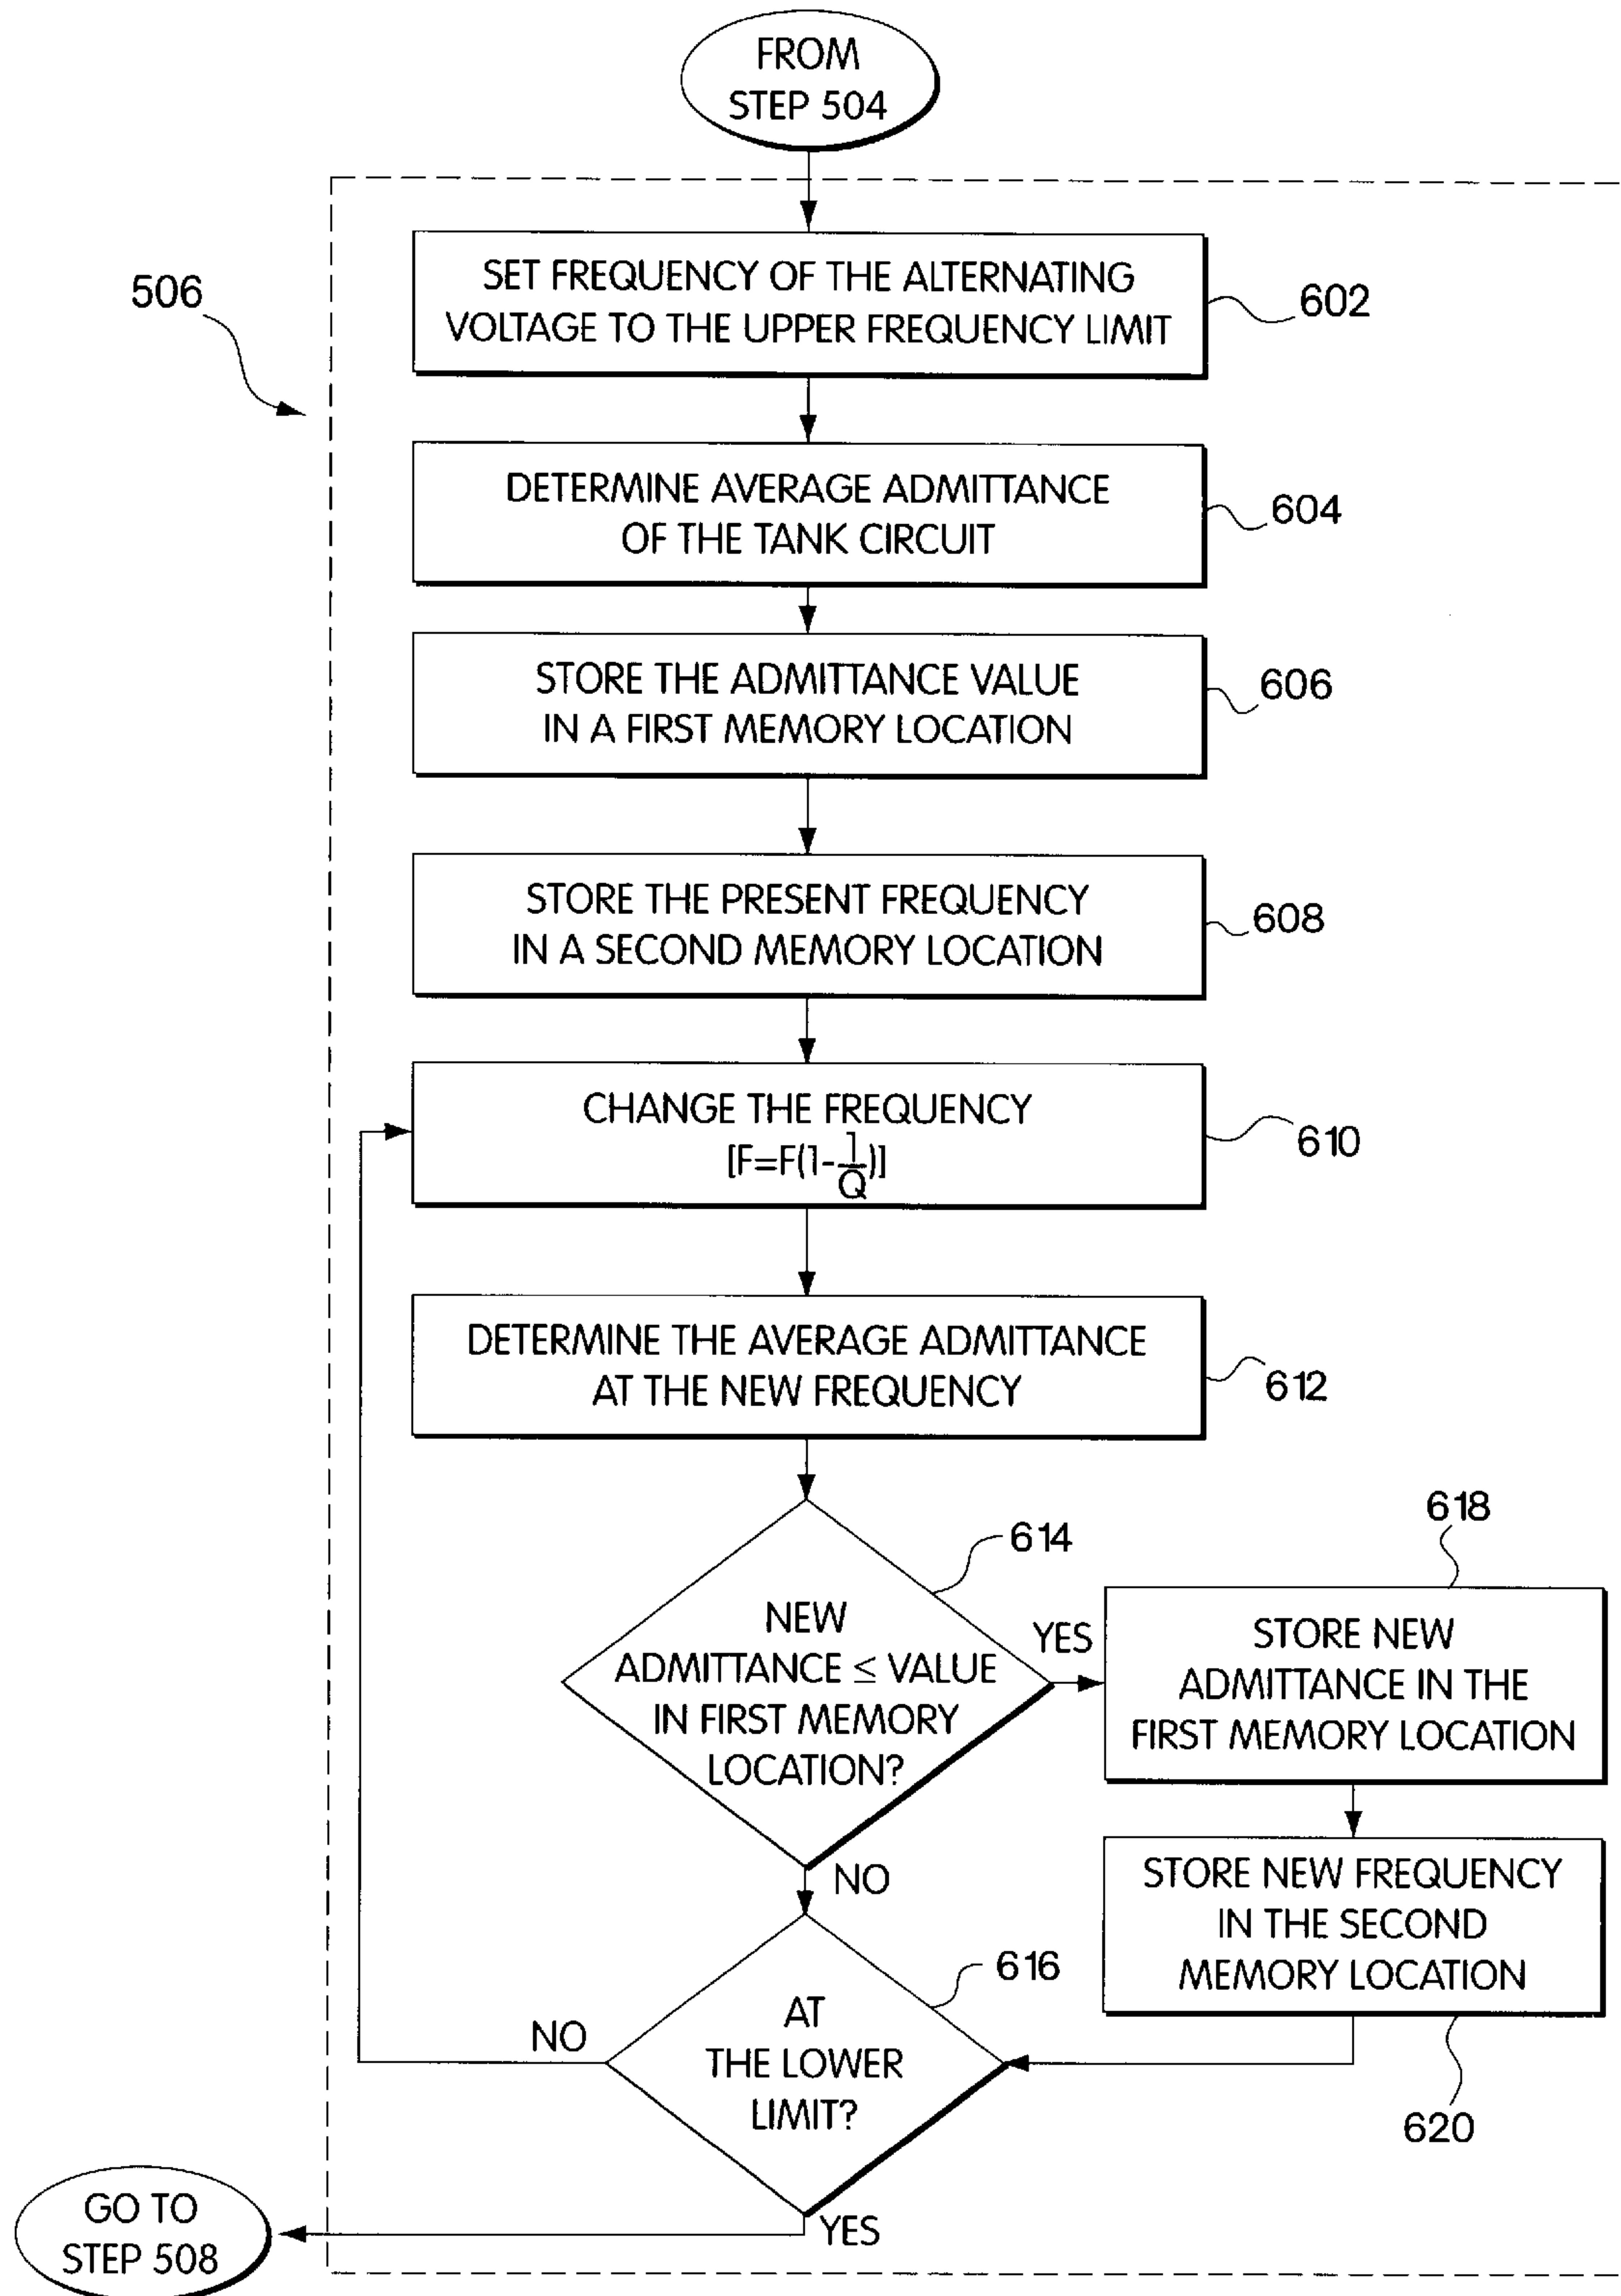 FROM
STEP 504
506
SET FREQUENCY OF THE ALTERNATING
VOLTAGE TO THE UPPER FREQUENCY LIMIT
602
DETERMINE AVERAGE ADMITTANCE
OF THE TANK CIRCUIT
604
STORE THE ADMITTANCE VALUE
IN A FIRST MEMORY LOCATION
606
STORE THE PRESENT FREQUENCY
IN A SECOND MEMORY LOCATION
608
CHANGE THE FREQUENCY
[F=F(1-1/Q)]
610
DETERMINE THE AVERAGE ADMITTANCE
AT THE NEW FREQUENCY
612
614
NEW
ADMITTANCE ≤ VALUE
IN FIRST MEMORY
LOCATION?
YES
618
STORE NEW
ADMITTANCE IN THE
FIRST MEMORY LOCATION
NO
STORE NEW FREQUENCY
IN THE SECOND
MEMORY LOCATION
620
616
AT
THE LOWER
LIMIT?
NO
YES
GO TO
STEP 508